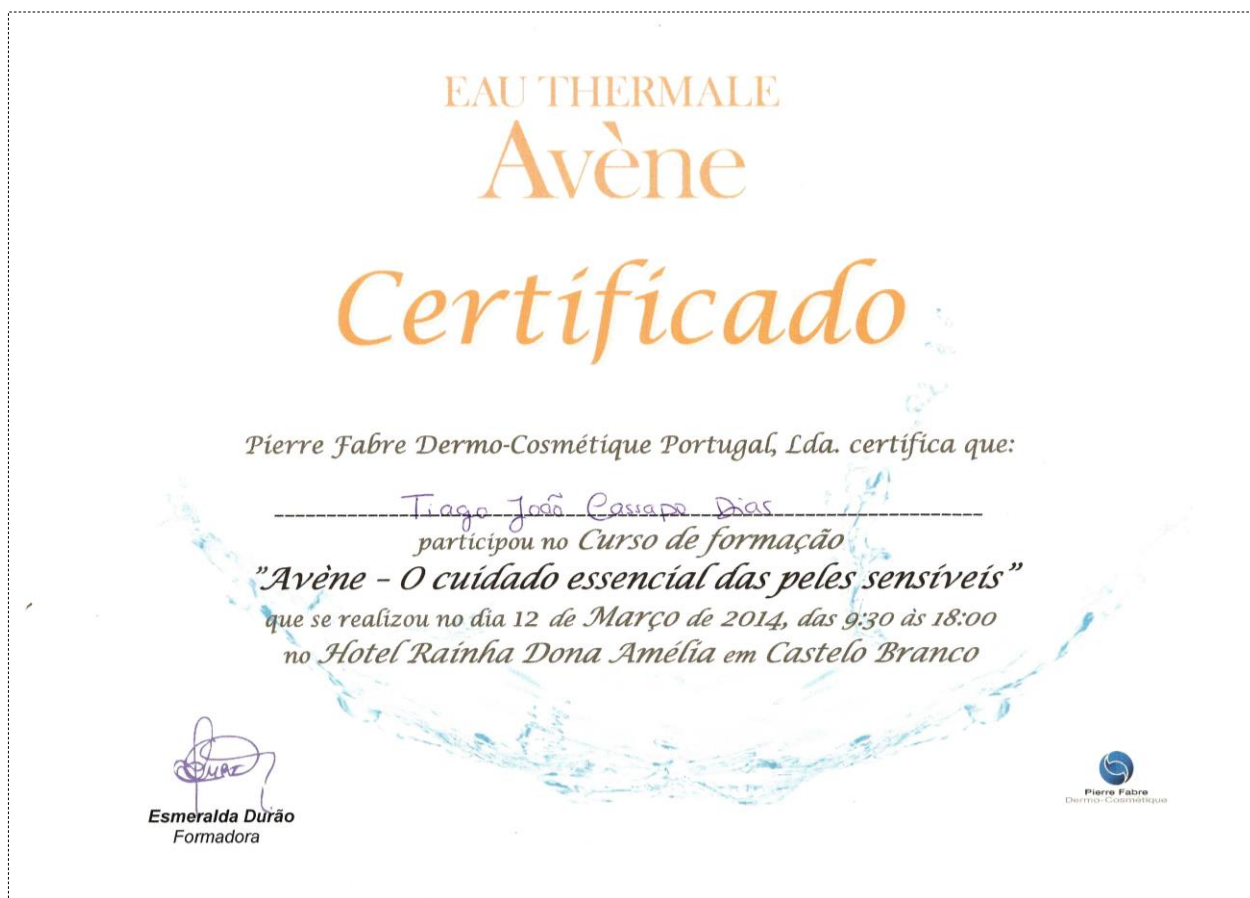 EAU THERMALE
Avène
Certificado
Pierre Fabre Dermo-Cosmétique Portugal, Lda. certifica que:
Tiago João Cassapo Dias
participou no Curso de formação
"Avène - O cuidado essencial das peles sensíveis"
que se realizou no dia 12 de Março de 2014, das 9:30 às 18:00
no Hotel Rainha Dona Amélia em Castelo Branco
Esmeralda Durão
Formadora
Pierre Fabre
Dermo-Cosmétique